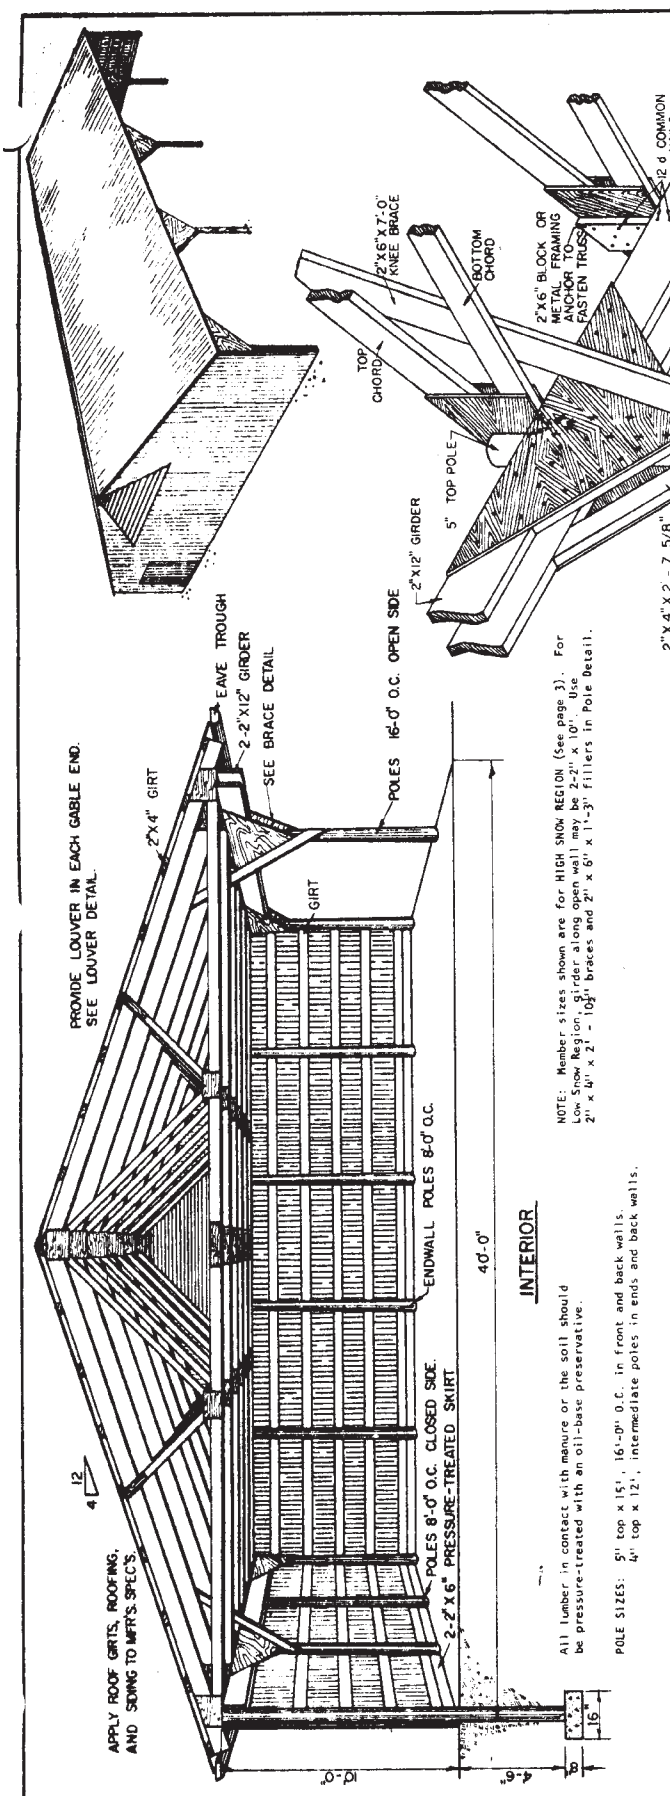 PROVIDE LOUVER IN EACH GABLE END.
SEE LOUVER DETAIL.
2"X4" GIRT
EAVE TROUGH
2-2"X12" GIRDER
SEE BRACE DETAIL
POLES 16'-0" O.C. OPEN SIDE
GIRT
APPLY ROOF GIRTS, ROOFING,
AND SIDING TO MFR'S. SPEC'S.
12
4
ENDWALL POLES 8'-0" O.C.
POLES 8'-0" O.C. CLOSED SIDE.
2-2"X6" PRESSURE-TREATED SKIRT
10'-0"
4'-6"
8
16"
40'-0"
INTERIOR
All lumber in contact with manure or the soil should
be pressure-treated with an oil-base preservative.
POLE SIZES: 5" top x 15', 16'-0" O.C. in front and back walls.
4" top x 12', intermediate poles in ends and back walls.
NOTE: Member sizes shown are for HIGH SNOW REGION (See page 3). For
Low Snow Region, girder along open wall may be 2-2" x 10". Use
2" x 4" x 2' - 10½" braces and 2" x 6" x 1'-3" fillers in Pole Detail.
2"X6"X7'-0"
KNEE BRACE
TOP
CHORD
BOTTOM
CHORD
5" TOP POLE
2"X12" GIRDER
2"X6" BLOCK OR
METAL FRAMING
ANCHOR TO
FASTEN TRUSS
12 d COMMON
2"X4"X2'-7 5/8"